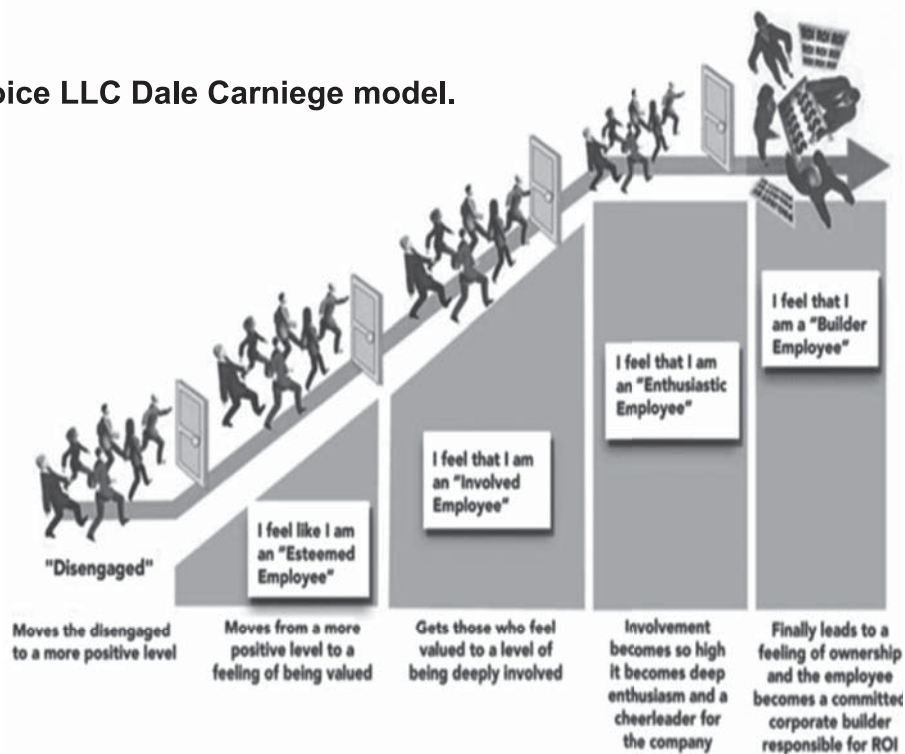 oice LLC Dale Carniege model.
ROI ROI ROI
"Disengaged"
I feel like I am
an "Esteemed
Employee"
I feel that I am
an "Involved
Employee"
I feel that I am
an "Enthusiastic
Employee"
I feel that I
am a "Builder
Employee"
Moves the disengaged
to a more positive level
Moves from a more
positive level to a
feeling of being valued
Gets those who feel
valued to a level of
being deeply involved
Involvement
becomes so high
it becomes deep
enthusiasm and a
cheerleader for
the company
Finally leads to a
feeling of ownership
and the employee
becomes a committed
corporate builder
responsible for ROI